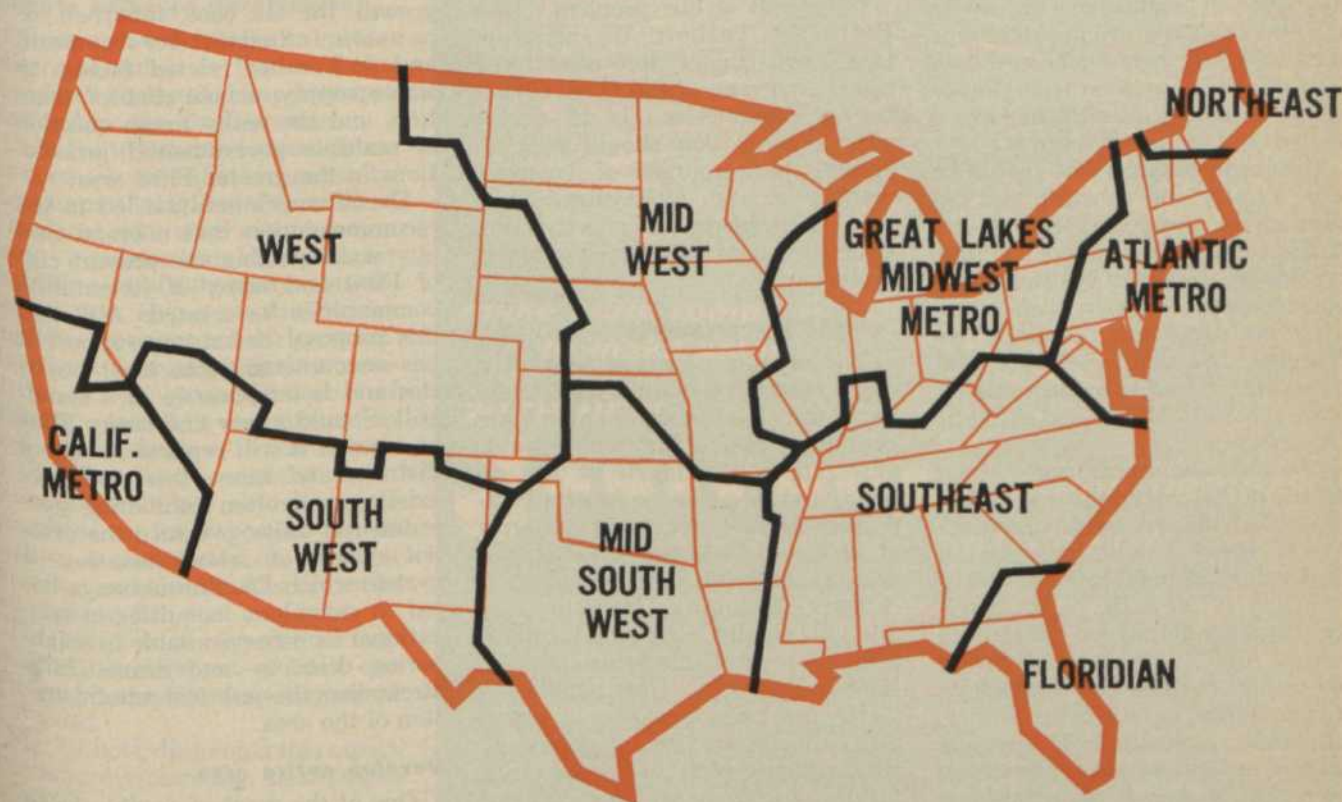 NORTHEAST
WEST
MID
WEST
GREAT LAKES
MIDWEST
METRO
ATLANTIC
METRO
CALIF.
METRO
SOUTH
WEST
MID
SOUTH
WEST
SOUTHEAST
FLORIDIAN